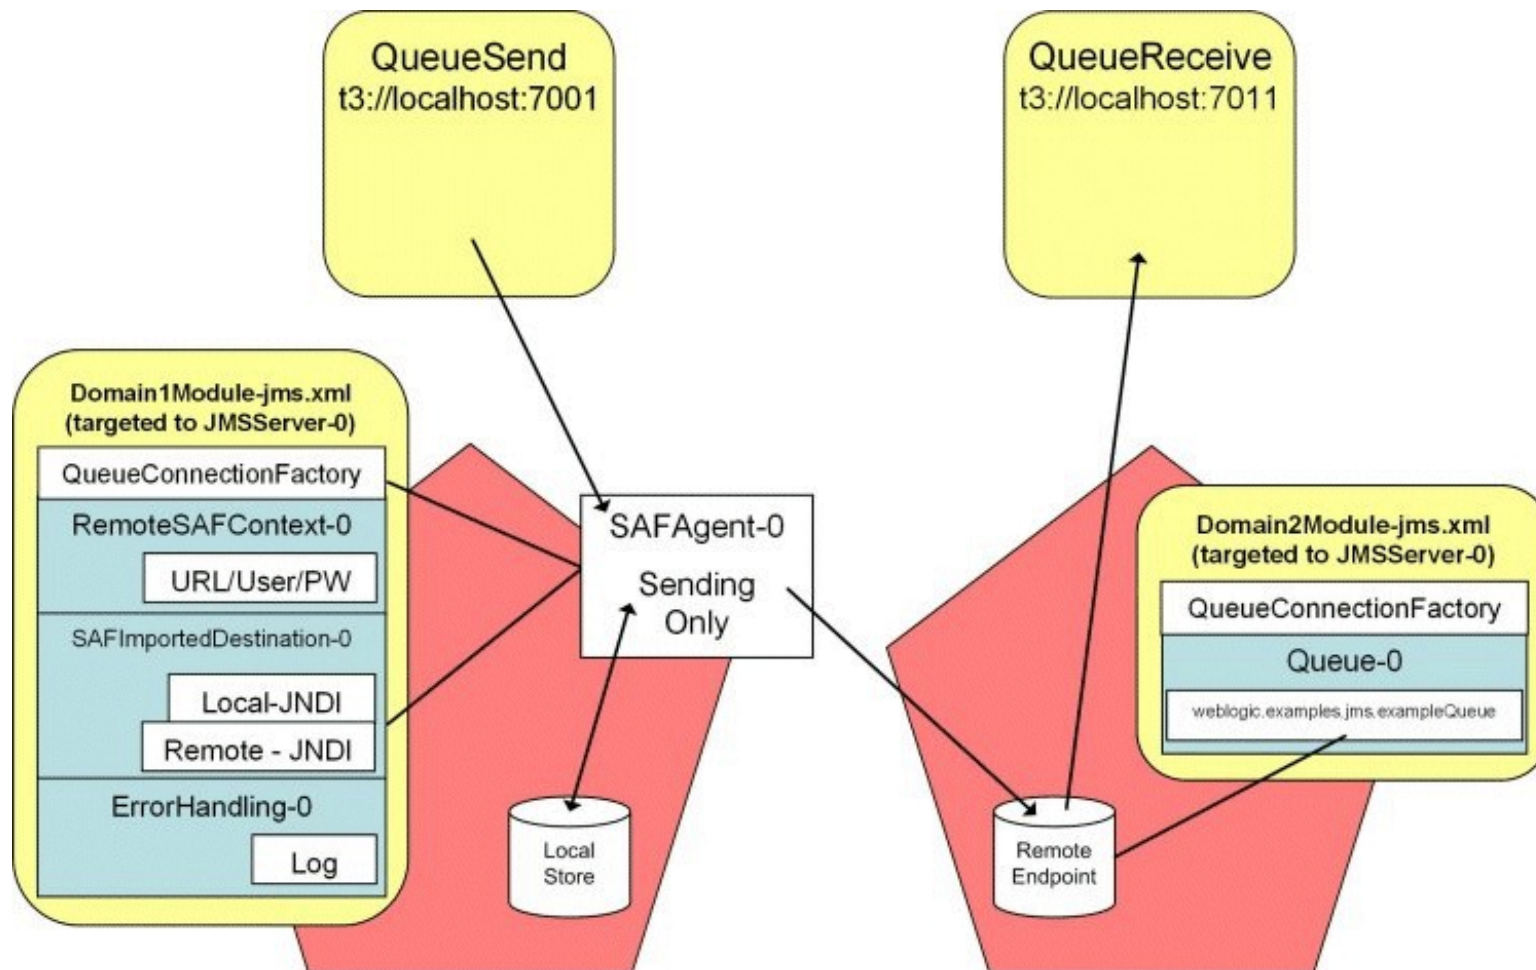 QueueSend
t3://localhost:7001
QueueReceive
t3://localhost:7011
Domain1Module-jms.xml
(targeted to JMSServer-0)
QueueConnectionFactory
RemoteSAFContext-0
URL/User/PW
SAFImportedDestination-0
Local-JNDI
Remote - JNDI
ErrorHandling-0
Log
SAFAgent-0
Sending
Only
Local
Store
Remote
Endpoint
Domain2Module-jms.xml
(targeted to JMSServer-0)
QueueConnectionFactory
Queue-0
weblogic.examples.jms.exampleQueue